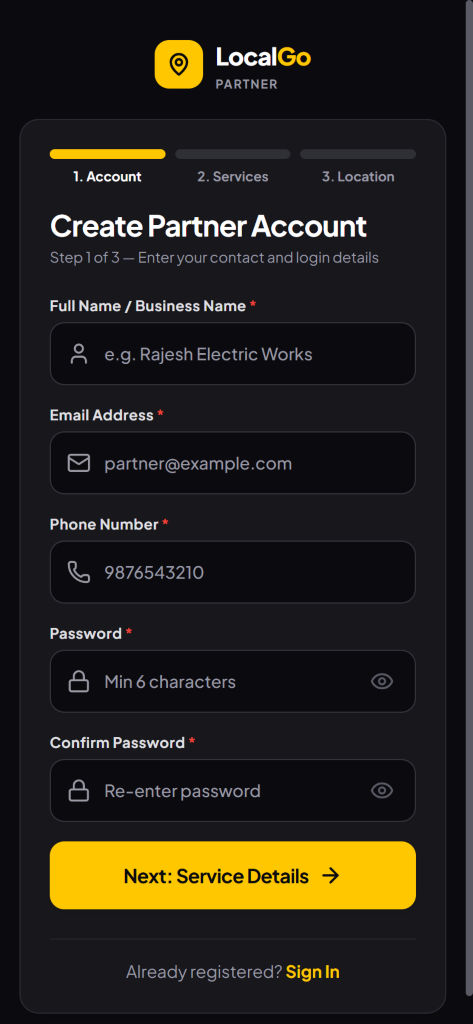 LocalGo
PARTNER
1. Account
2. Services
3. Location
Create Partner Account
Step 1 of 3 — Enter your contact and login details
Full Name / Business Name *
e.g. Rajesh Electric Works
Email Address *
partner@example.com
Phone Number *
9876543210
Password *
Min 6 characters
Confirm Password *
Re-enter password
Next: Service Details →
Already registered? Sign In